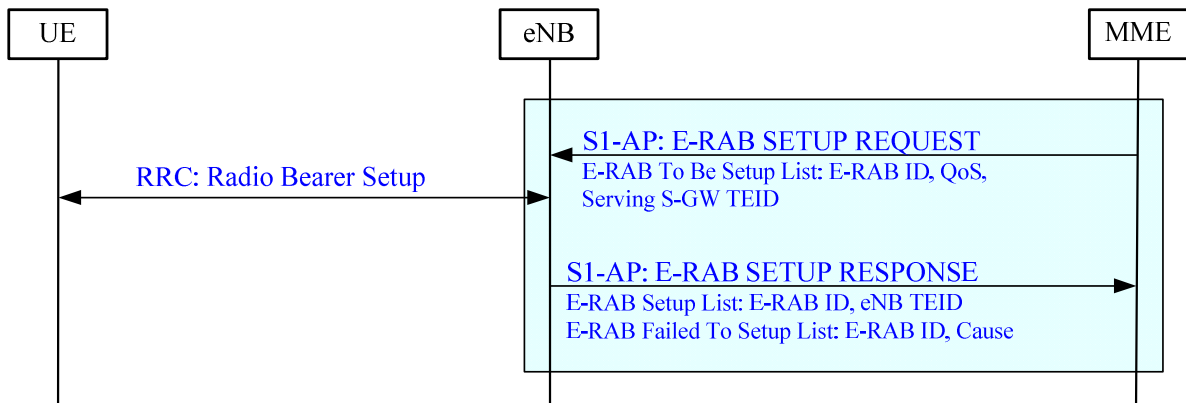 UE
eNB
MME
S1-AP: E-RAB SETUP REQUEST
E-RAB To Be Setup List: E-RAB ID, QoS,
Serving S-GW TEID
RRC: Radio Bearer Setup
S1-AP: E-RAB SETUP RESPONSE
E-RAB Setup List: E-RAB ID, eNB TEID
E-RAB Failed To Setup List: E-RAB ID, Cause